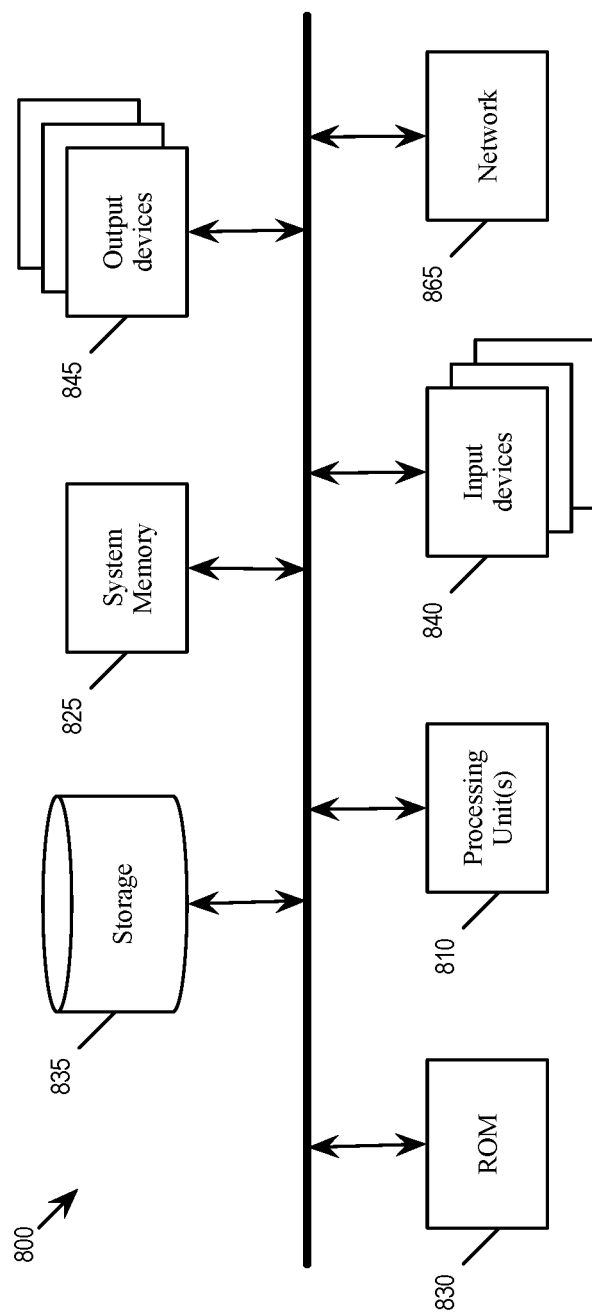 800
835
Storage
825
System
Memory
845
Output
devices
830
ROM
810
Processing
Unit(s)
840
Input
devices
865
Network